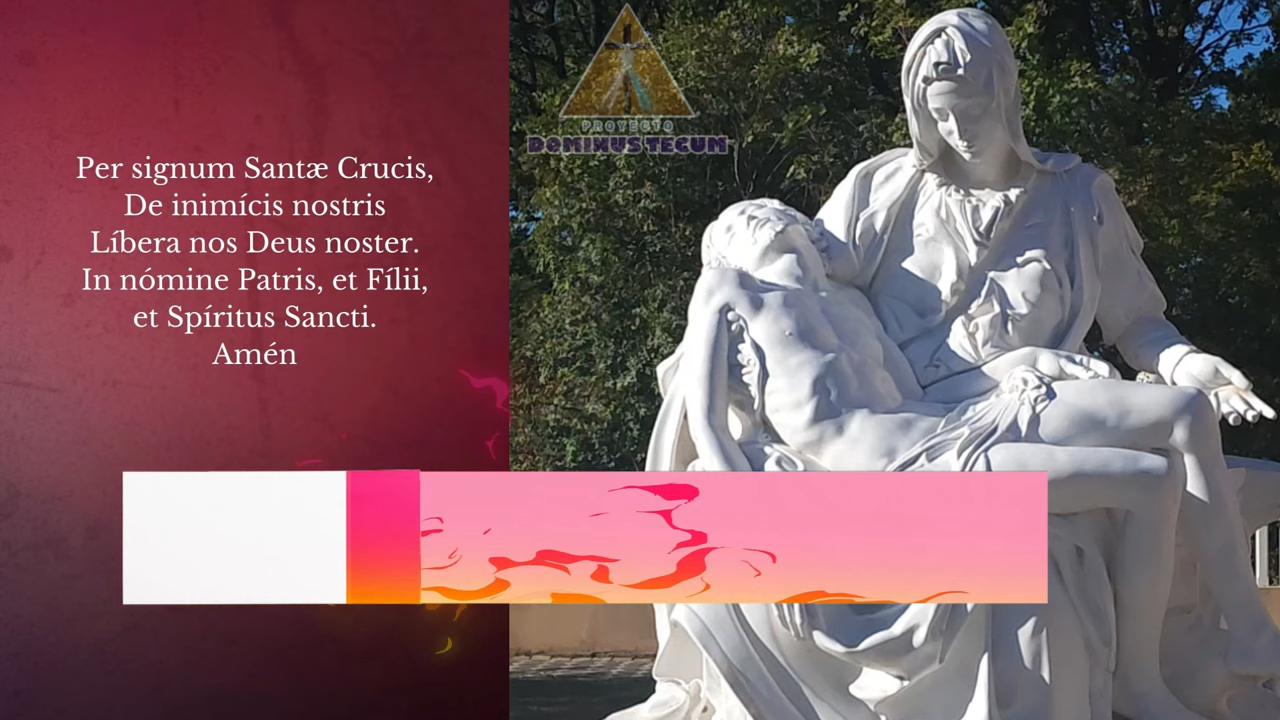 Per signum Santæ Crucis,
De inimícis nostris
Líbera nos Deus noster.
In nómine Patris, et Fílii,
et Spíritus Sancti.
Amén
PROYECTO
DOMINUS TECUM